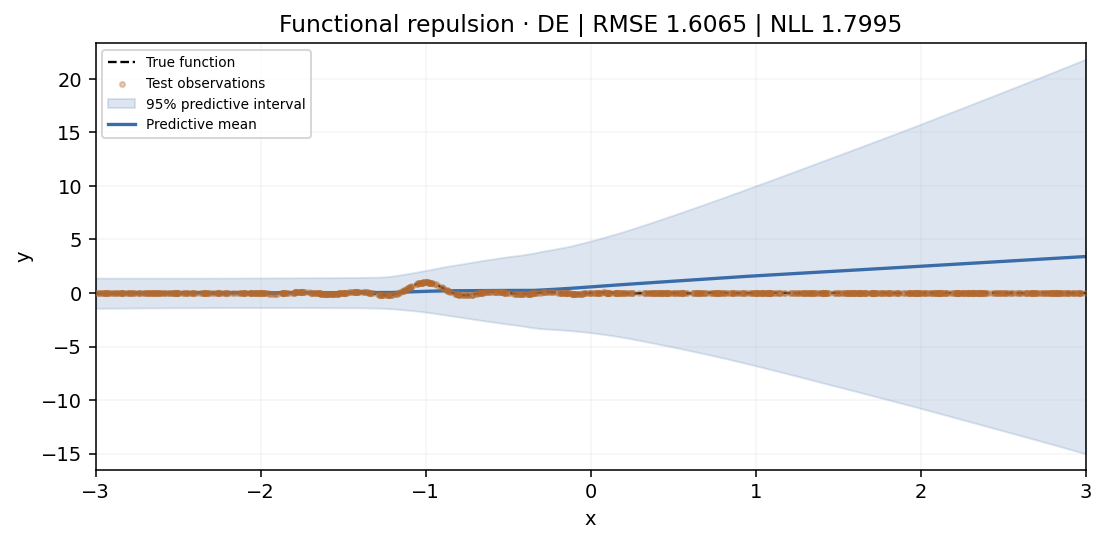 Functional repulsion · DE | RMSE 1.6065 | NLL 1.7995
True function
Test observations
95% predictive interval
Predictive mean
y
20
15
10
5
0
−5
−10
−15
−3
−2
−1
0
1
2
3
x